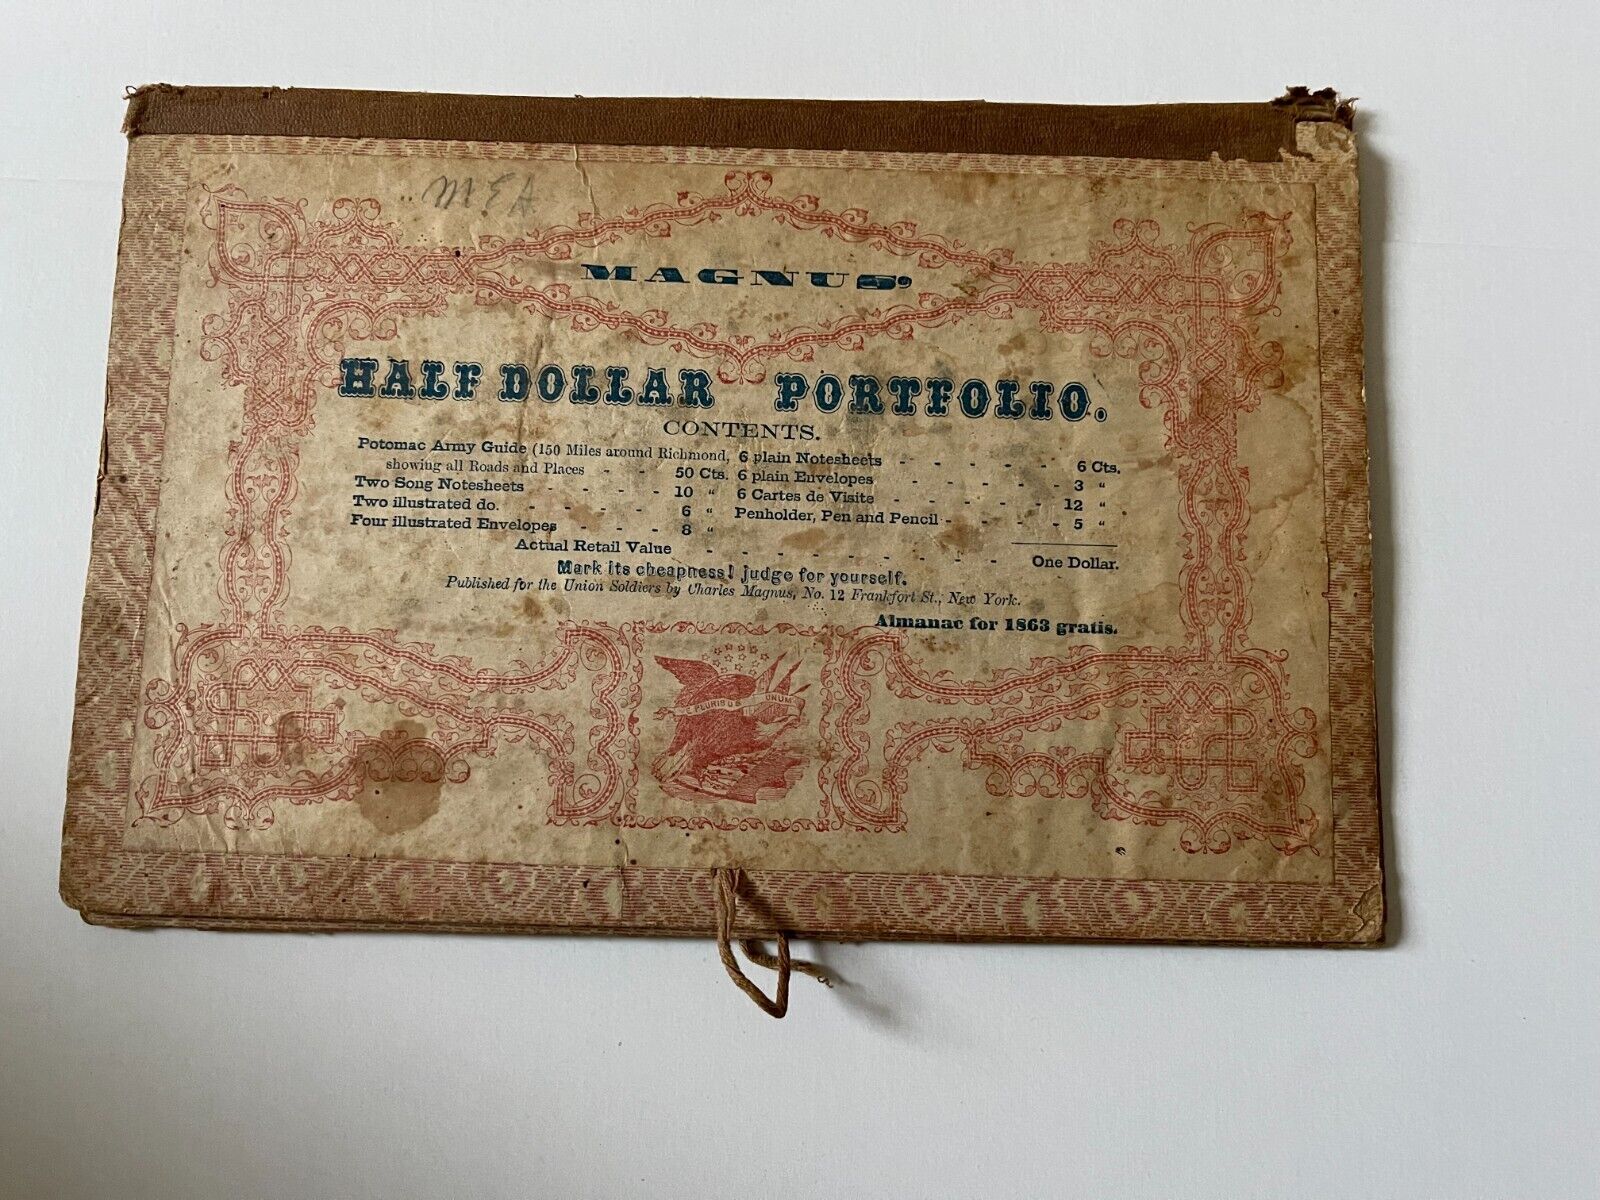 M E A
MAGNUS'
HALF DOLLAR PORTFOLIO.
CONTENTS.
Potomac Army Guide (150 Miles around Richmond,
showing all Roads and Places - - 50 Cts.
Two Song Notesheets - - - - 10 "
Two illustrated do. - - - - - 6 "
Four illustrated Envelopes - - - 8 "
6 plain Notesheets - - - - - 6 Cts.
6 plain Envelopes - - - - - 3 "
6 Cartes de Visite - - - - - 12 "
Penholder, Pen and Pencil - - - - 5 "
Actual Retail Value - - - - - - - - - One Dollar.
Mark its cheapness! judge for yourself.
Published for the Union Soldiers by Charles Magnus, No. 12 Frankfort St., New York.
Almanac for 1863 gratis.
E PLURIBUS UNUM